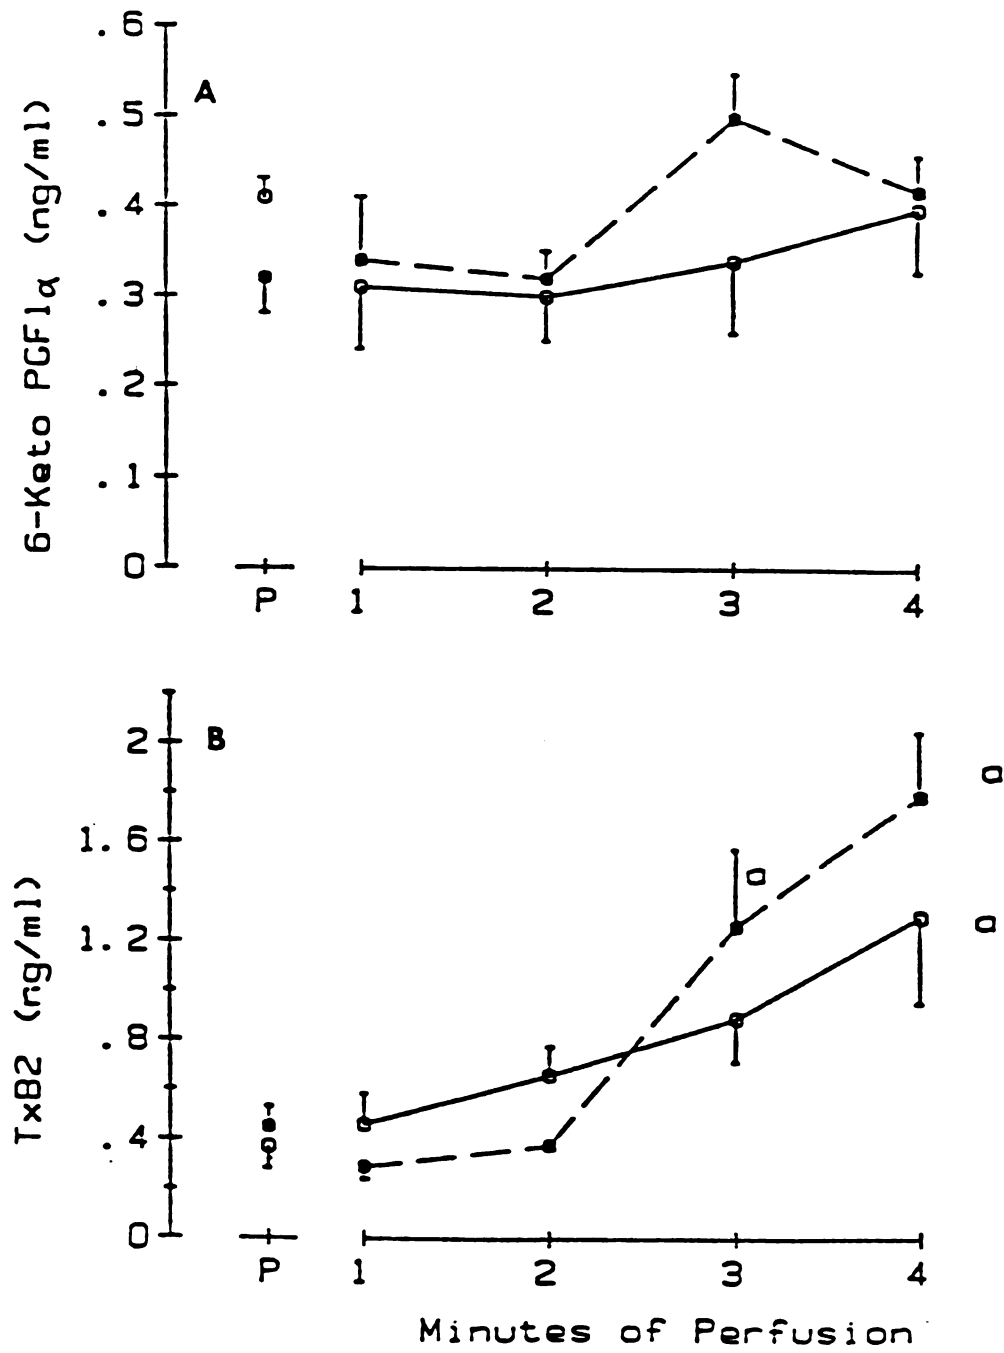 A
6-Keto PGF1α (ng/ml)
.6
.5
.4
.3
.2
.1
0
P 1 2 3 4
B
TxB2 (ng/ml)
2
1.6
1.2
.8
.4
0
P 1 2 3 4
Minutes of Perfusion